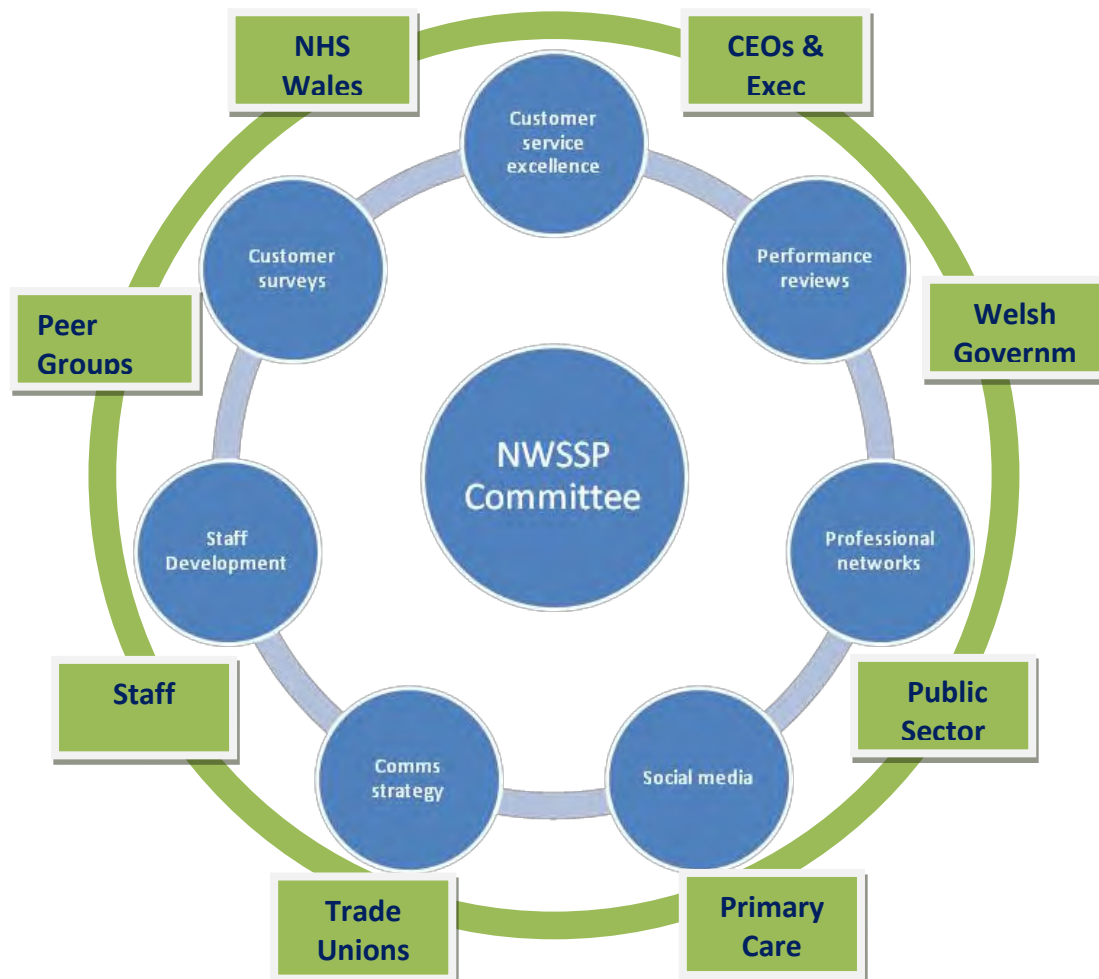 NHS
Wales
CEOs &
Exec
Customer
service
excellence
Customer
surveys
Performance
reviews
Peer
Groups
Welsh
Governm
NWSSP
Committee
Staff
Development
Professional
networks
Staff
Public
Sector
Comms
strategy
Social media
Trade
Unions
Primary
Care